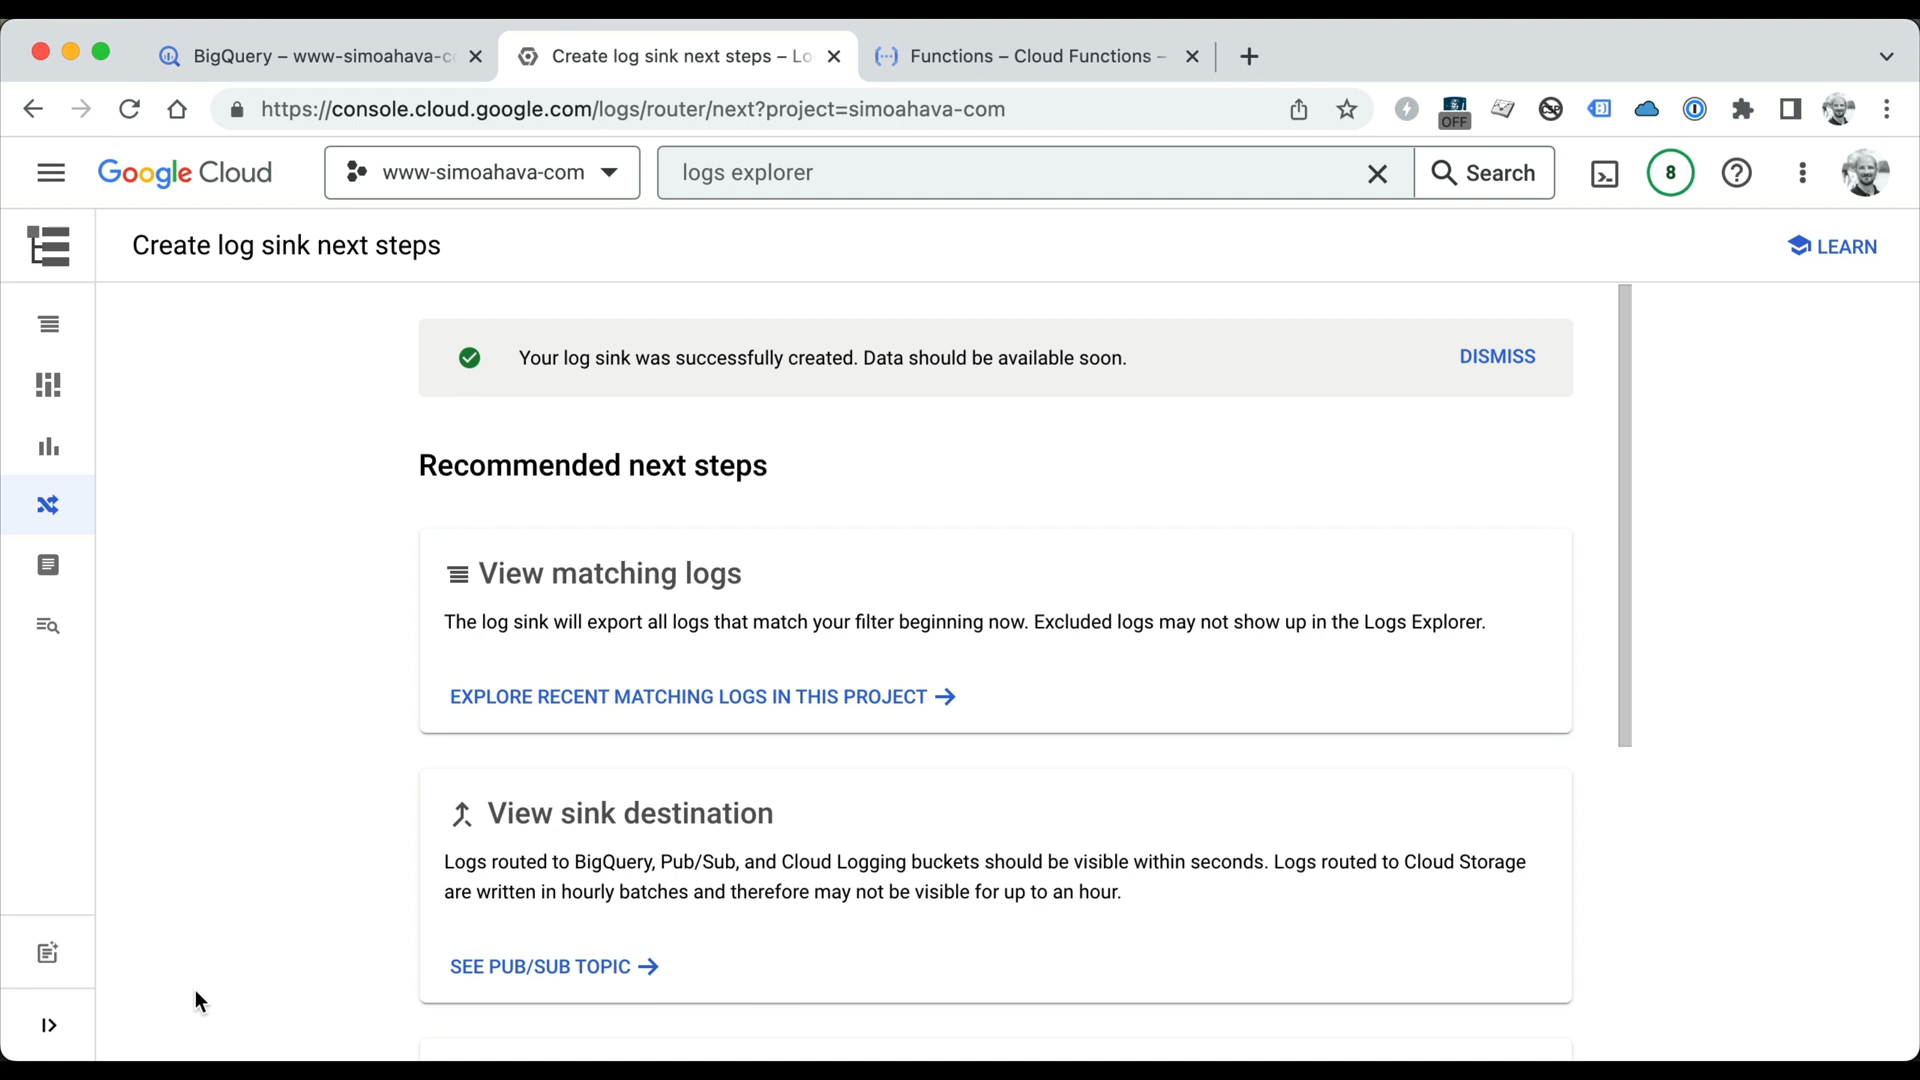 BigQuery – www-simoahava-c
Create log sink next steps – Lo
Functions – Cloud Functions –
https://console.cloud.google.com/logs/router/next?project=simoahava-com
OFF
Google Cloud
www-simoahava-com
logs explorer
Search
8
Create log sink next steps
LEARN
Your log sink was successfully created. Data should be available soon.
DISMISS
Recommended next steps
View matching logs
The log sink will export all logs that match your filter beginning now. Excluded logs may not show up in the Logs Explorer.
EXPLORE RECENT MATCHING LOGS IN THIS PROJECT
View sink destination
Logs routed to BigQuery, Pub/Sub, and Cloud Logging buckets should be visible within seconds. Logs routed to Cloud Storage
are written in hourly batches and therefore may not be visible for up to an hour.
SEE PUB/SUB TOPIC